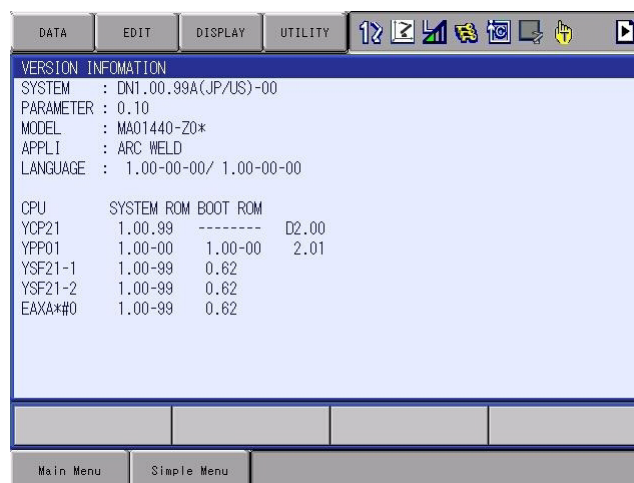 DATA EDIT DISPLAY UTILITY
VERSION INFOMATION
SYSTEM : DN1.00.99A(JP/US)-00
PARAMETER : 0.10
MODEL : MA01440-Z0*
APPLI : ARC WELD
LANGUAGE : 1.00-00-00/ 1.00-00-00
CPU SYSTEM ROM BOOT ROM
YCP21 1.00.99 -------- D2.00
YPP01 1.00-00 1.00-00 2.01
YSF21-1 1.00-99 0.62
YSF21-2 1.00-99 0.62
EAXA*#0 1.00-99 0.62
Main Menu Simple Menu